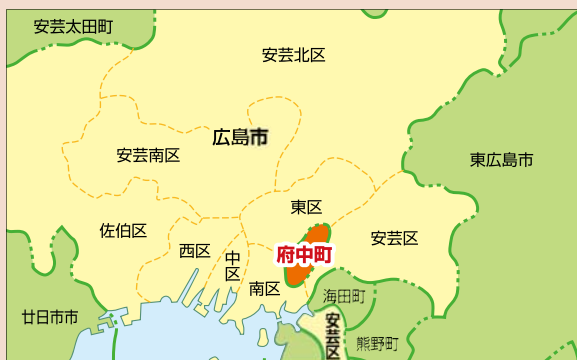 安芸太田町
安芸北区
広島市
安芸南区
東広島市
東区
佐伯区
安芸区
西区
中区
府中町
南区
海田町
廿日市市
安芸区
熊野町